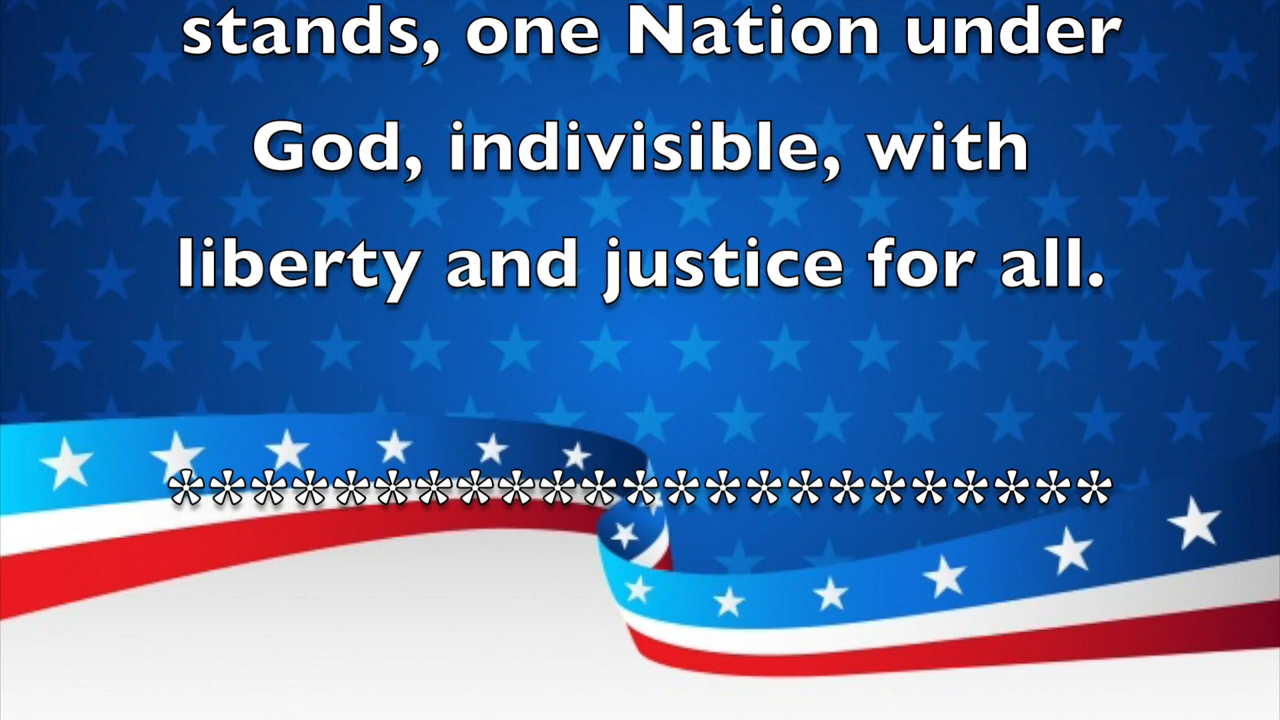 stands, one Nation under
God, indivisible, with
liberty and justice for all.
***********************